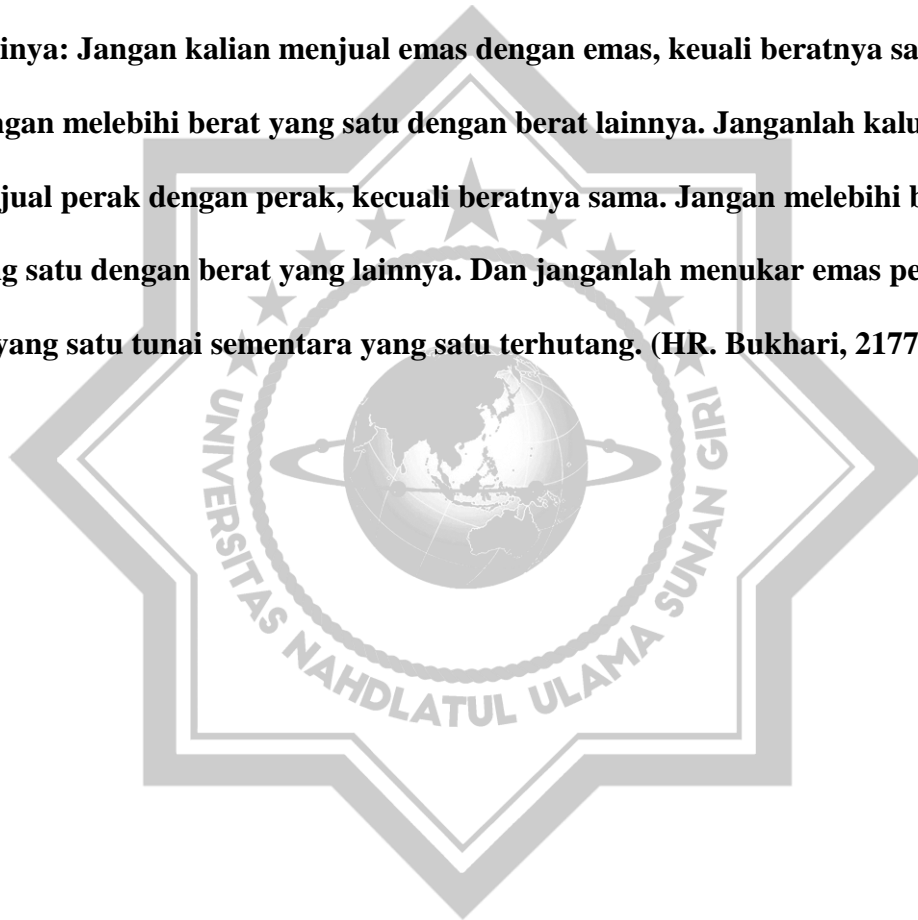 inya: Jangan kalian menjual emas dengan emas, keuali beratnya sa
ngan melebihi berat yang satu dengan berat lainnya. Janganlah kalu
jual perak dengan perak, kecuali beratnya sama. Jangan melebihi b
g satu dengan berat yang lainnya. Dan janganlah menukar emas pe
yang satu tunai sementara yang satu terhutang. (HR. Bukhari, 2177
UNIVERSITAS NAHDLATUL ULAMA SUNAN GIRI